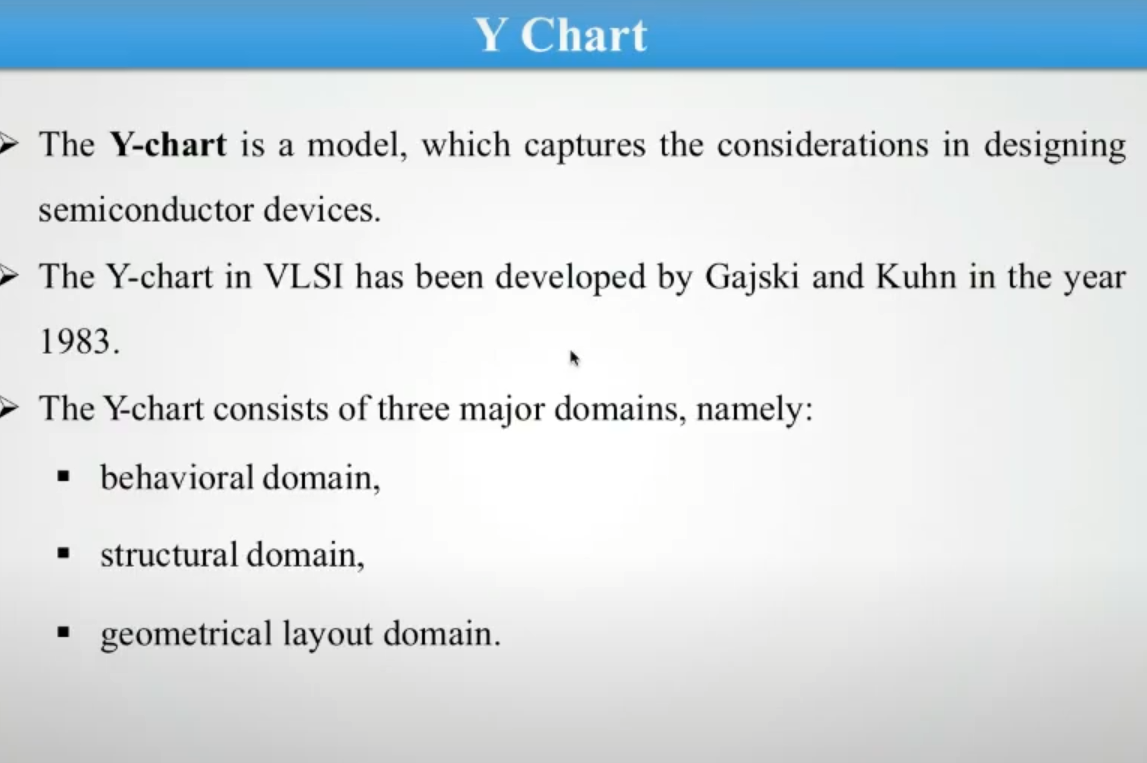 Y Chart
The Y-chart is a model, which captures the considerations in designing
semiconductor devices.
The Y-chart in VLSI has been developed by Gajski and Kuhn in the year
1983.
The Y-chart consists of three major domains, namely:
behavioral domain,
structural domain,
geometrical layout domain.